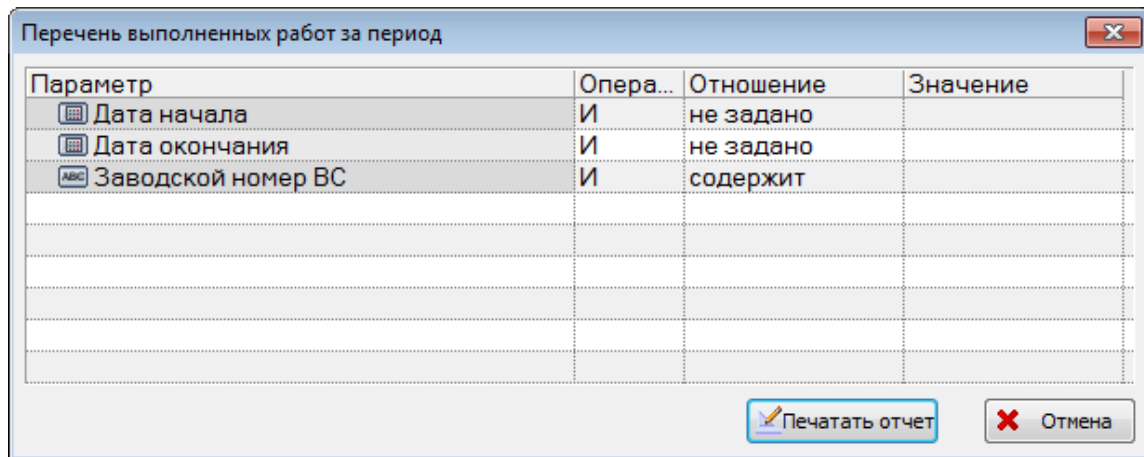 Перечень выполненных работ за период
Параметр Опера... Отношение Значение
Дата начала И не задано
Дата окончания И не задано
ABC Заводской номер ВС И содержит
Печатать отчет Отмена